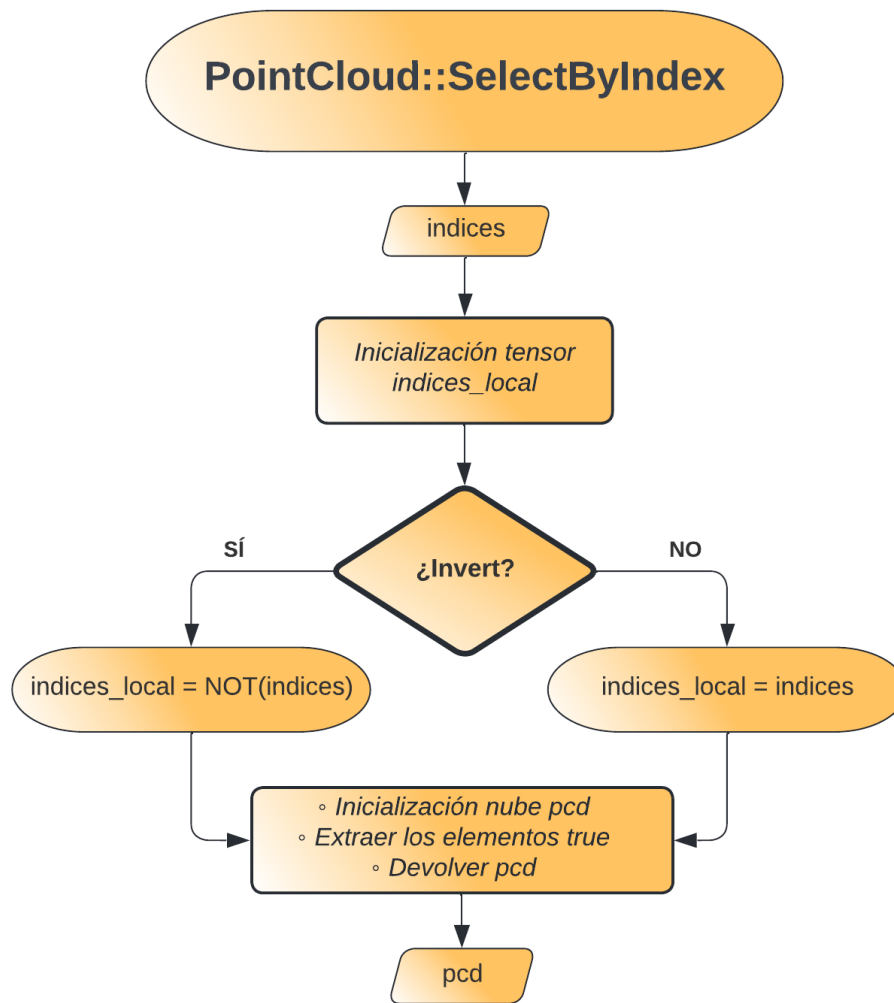 PointCloud::SelectByIndex
indices
Inicialización tensor
indices_local
¿Invert?
SÍ
NO
indices_local = NOT(indices)
indices_local = indices
◦ Inicialización nube pcd
◦ Extraer los elementos true
◦ Devolver pcd
pcd